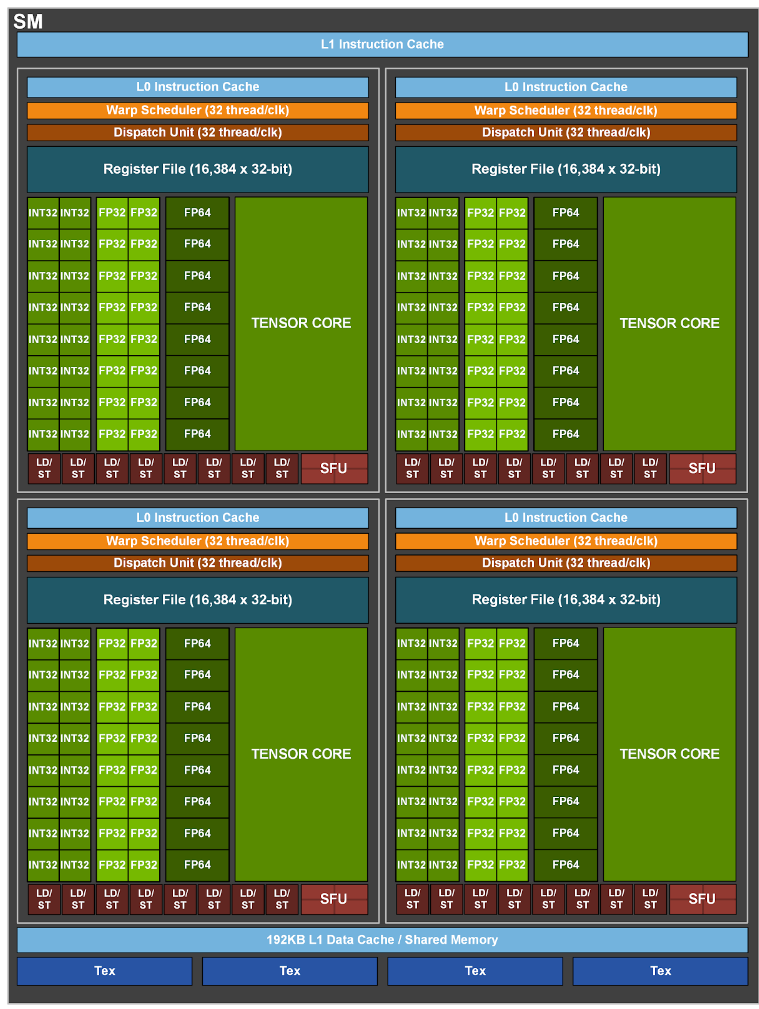 SM
L1 Instruction Cache
L0 Instruction Cache
Warp Scheduler (32 thread/clk)
Dispatch Unit (32 thread/clk)
Register File (16,384 x 32-bit)
INT32 INT32 FP32 FP32 FP64
INT32 INT32 FP32 FP32 FP64
INT32 INT32 FP32 FP32 FP64
INT32 INT32 FP32 FP32 FP64
TENSOR CORE
INT32 INT32 FP32 FP32 FP64
INT32 INT32 FP32 FP32 FP64
INT32 INT32 FP32 FP32 FP64
INT32 INT32 FP32 FP32 FP64
LD/ LD/ LD/ LD/ LD/ LD/ LD/ LD/
ST ST ST ST ST ST ST ST
SFU
L0 Instruction Cache
Warp Scheduler (32 thread/clk)
Dispatch Unit (32 thread/clk)
Register File (16,384 x 32-bit)
INT32 INT32 FP32 FP32 FP64
INT32 INT32 FP32 FP32 FP64
INT32 INT32 FP32 FP32 FP64
INT32 INT32 FP32 FP32 FP64
TENSOR CORE
INT32 INT32 FP32 FP32 FP64
INT32 INT32 FP32 FP32 FP64
INT32 INT32 FP32 FP32 FP64
INT32 INT32 FP32 FP32 FP64
LD/ LD/ LD/ LD/ LD/ LD/ LD/ LD/
ST ST ST ST ST ST ST ST
SFU
L0 Instruction Cache
Warp Scheduler (32 thread/clk)
Dispatch Unit (32 thread/clk)
Register File (16,384 x 32-bit)
INT32 INT32 FP32 FP32 FP64
INT32 INT32 FP32 FP32 FP64
INT32 INT32 FP32 FP32 FP64
INT32 INT32 FP32 FP32 FP64
TENSOR CORE
INT32 INT32 FP32 FP32 FP64
INT32 INT32 FP32 FP32 FP64
INT32 INT32 FP32 FP32 FP64
INT32 INT32 FP32 FP32 FP64
LD/ LD/ LD/ LD/ LD/ LD/ LD/ LD/
ST ST ST ST ST ST ST ST
SFU
L0 Instruction Cache
Warp Scheduler (32 thread/clk)
Dispatch Unit (32 thread/clk)
Register File (16,384 x 32-bit)
INT32 INT32 FP32 FP32 FP64
INT32 INT32 FP32 FP32 FP64
INT32 INT32 FP32 FP32 FP64
INT32 INT32 FP32 FP32 FP64
TENSOR CORE
INT32 INT32 FP32 FP32 FP64
INT32 INT32 FP32 FP32 FP64
INT32 INT32 FP32 FP32 FP64
INT32 INT32 FP32 FP32 FP64
LD/ LD/ LD/ LD/ LD/ LD/ LD/ LD/
ST ST ST ST ST ST ST ST
SFU
192KB L1 Data Cache / Shared Memory
Tex Tex Tex Tex